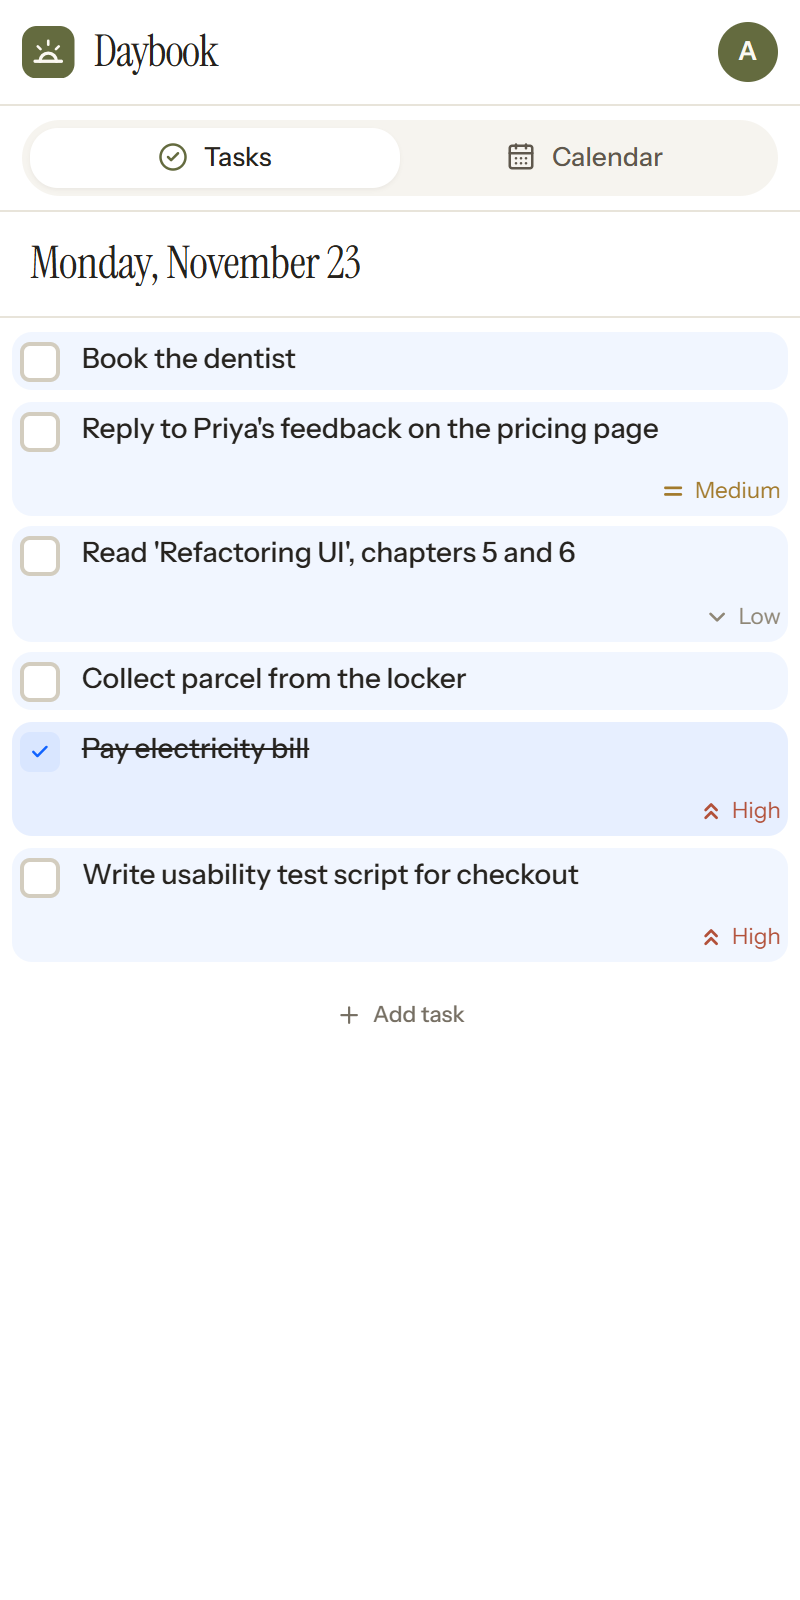 Daybook
A
Tasks
Calendar
Monday, November 23
Book the dentist
Reply to Priya's feedback on the pricing page
Medium
Read 'Refactoring UI', chapters 5 and 6
Low
Collect parcel from the locker
Pay electricity bill
High
Write usability test script for checkout
High
Add task